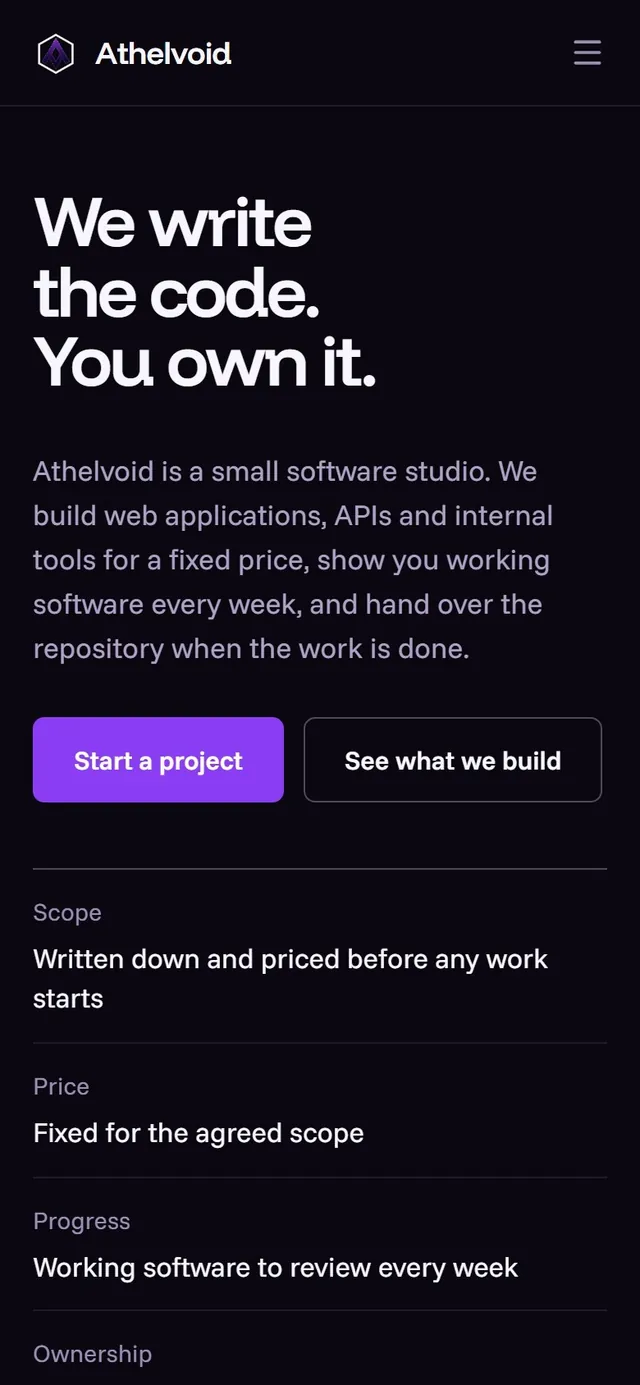 Athelvoid
We write
the code.
You own it.
Athelvoid is a small software studio. We
build web applications, APIs and internal
tools for a fixed price, show you working
software every week, and hand over the
repository when the work is done.
Start a project
See what we build
Scope
Written down and priced before any work
starts
Price
Fixed for the agreed scope
Progress
Working software to review every week
Ownership